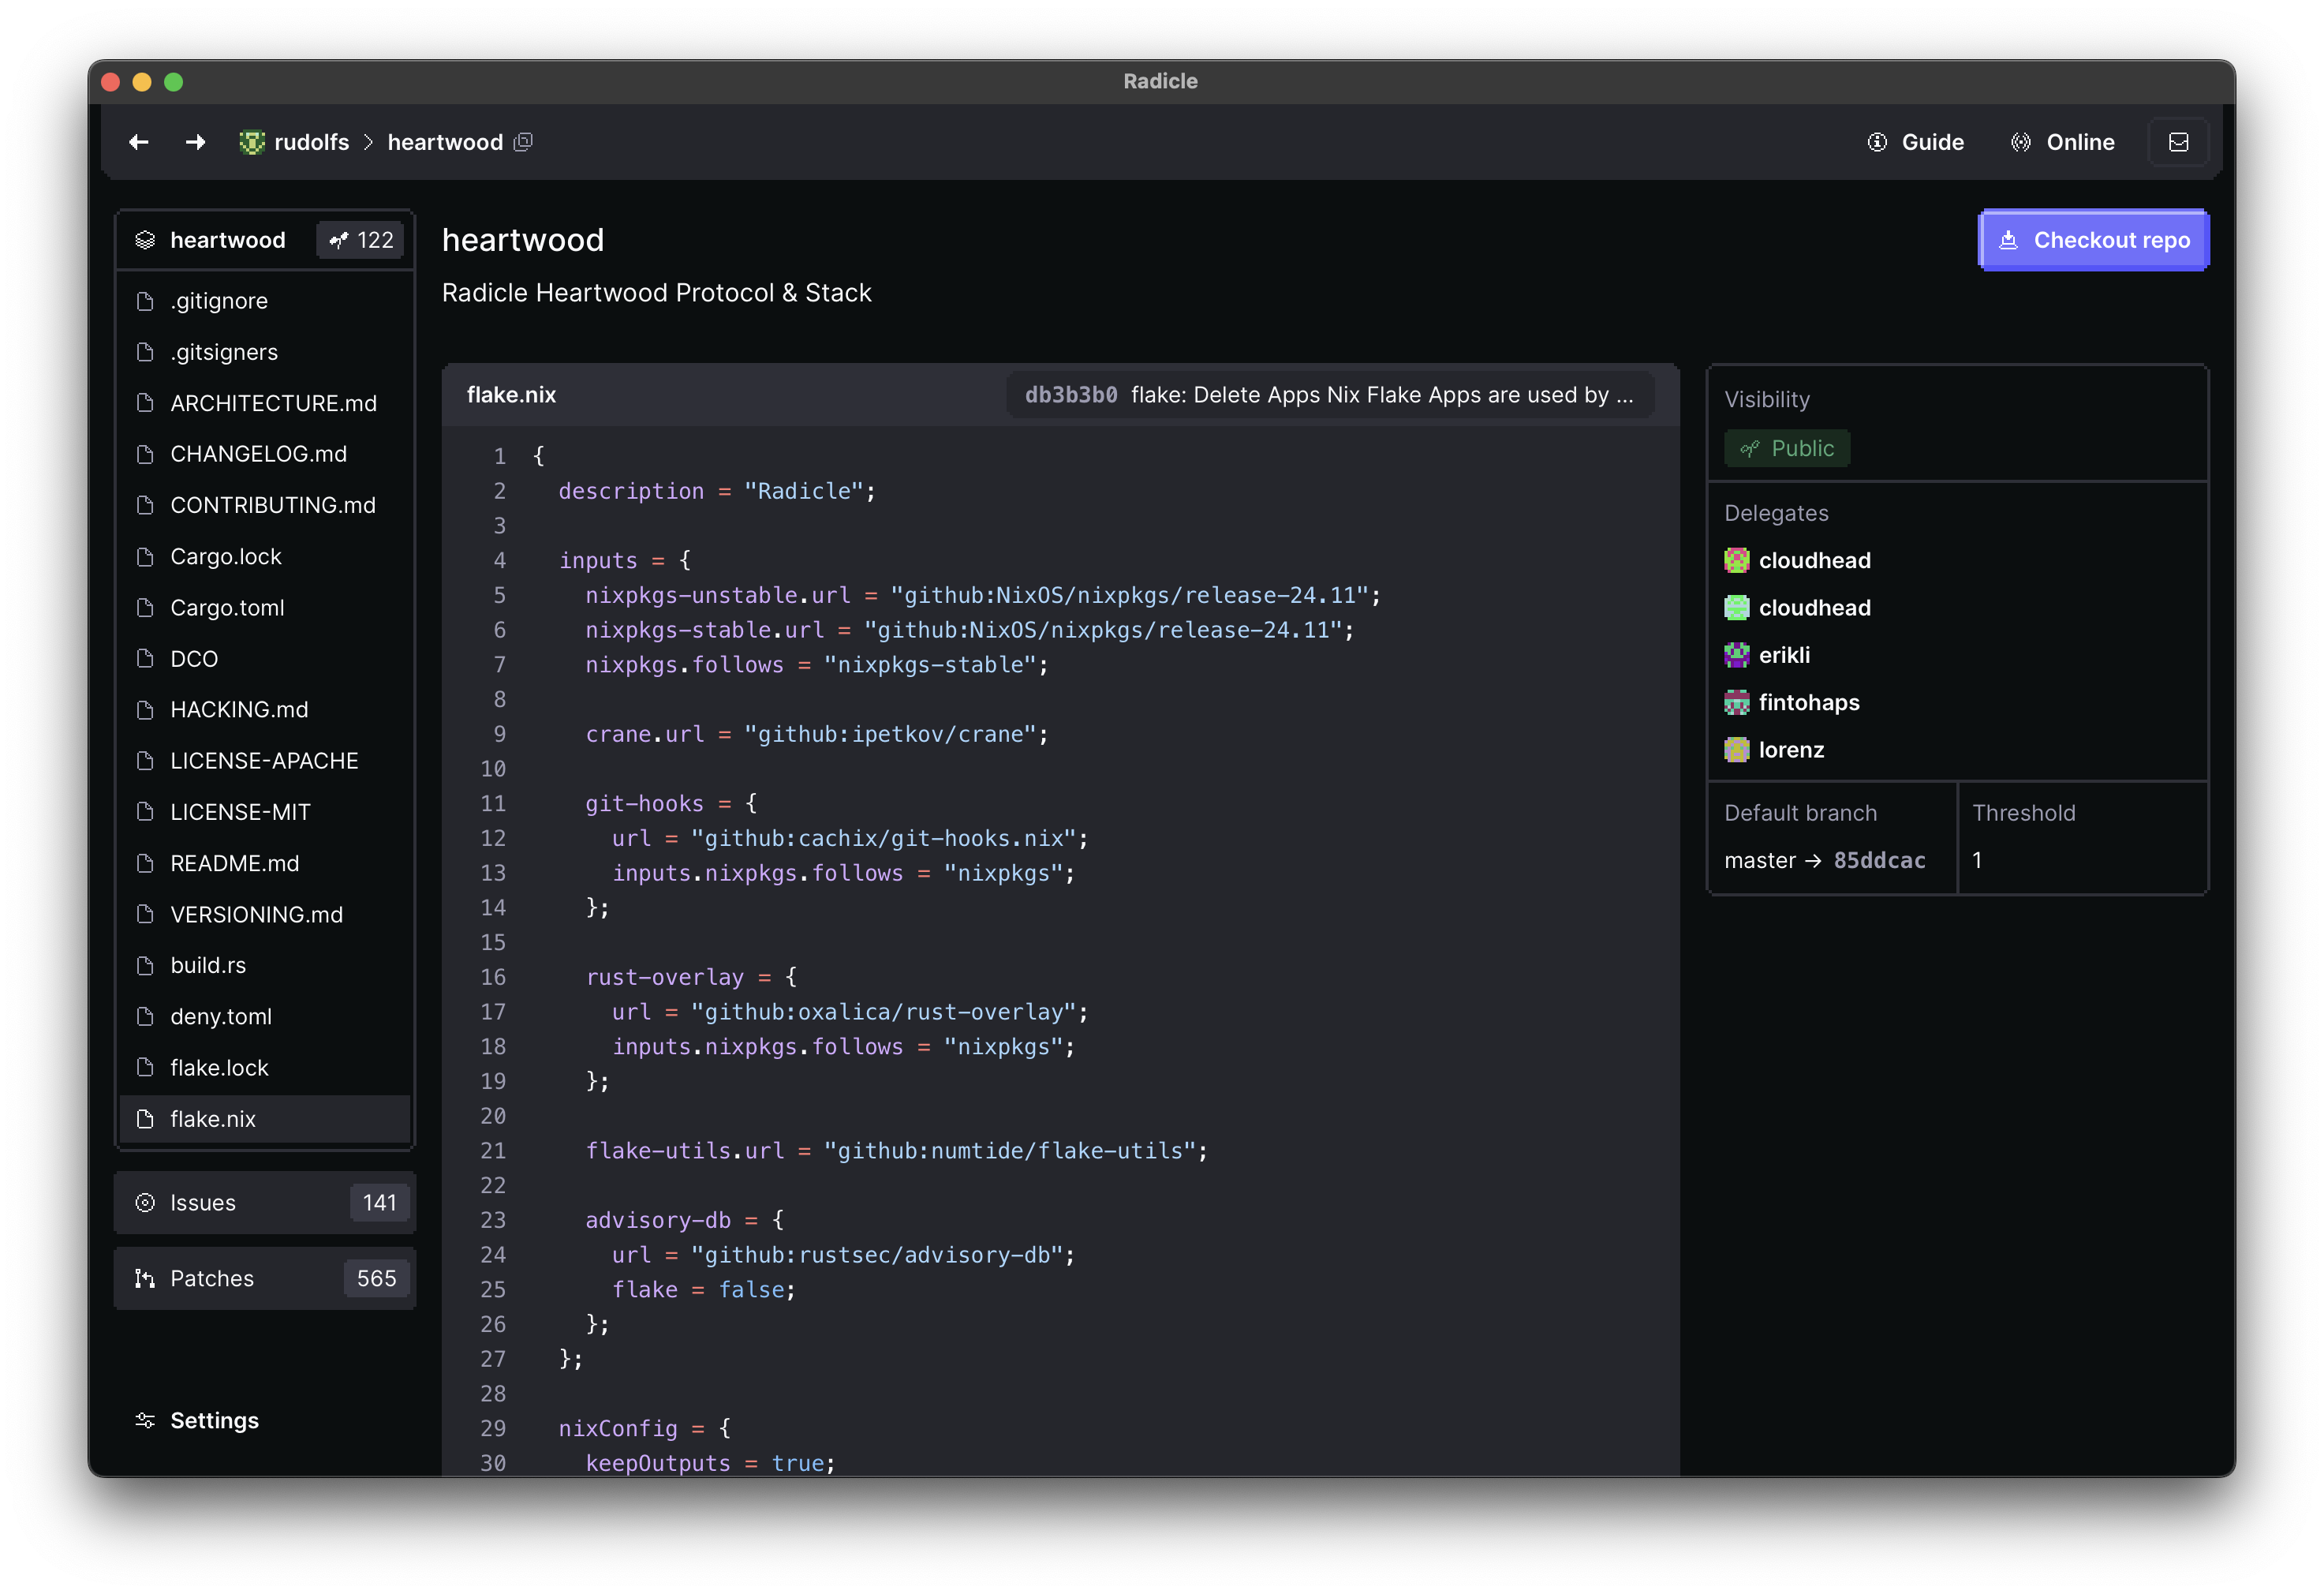 Radicle
rudolfs > heartwood
Guide
Online
heartwood 122
.gitignore
.gitsigners
ARCHITECTURE.md
CHANGELOG.md
CONTRIBUTING.md
Cargo.lock
Cargo.toml
DCO
HACKING.md
LICENSE-APACHE
LICENSE-MIT
README.md
VERSIONING.md
build.rs
deny.toml
flake.lock
flake.nix
Issues 141
Patches 565
Settings
heartwood
Radicle Heartwood Protocol & Stack
Checkout repo
flake.nix
db3b3b0 flake: Delete Apps Nix Flake Apps are used by ...
1 {
2   description = "Radicle";
3
4   inputs = {
5     nixpkgs-unstable.url = "github:NixOS/nixpkgs/release-24.11";
6     nixpkgs-stable.url = "github:NixOS/nixpkgs/release-24.11";
7     nixpkgs.follows = "nixpkgs-stable";
8
9     crane.url = "github:ipetkov/crane";
10
11     git-hooks = {
12       url = "github:cachix/git-hooks.nix";
13       inputs.nixpkgs.follows = "nixpkgs";
14     };
15
16     rust-overlay = {
17       url = "github:oxalica/rust-overlay";
18       inputs.nixpkgs.follows = "nixpkgs";
19     };
20
21     flake-utils.url = "github:numtide/flake-utils";
22
23     advisory-db = {
24       url = "github:rustsec/advisory-db";
25       flake = false;
26     };
27   };
28
29   nixConfig = {
30     keepOutputs = true;
Visibility
Public
Delegates
cloudhead
cloudhead
erikli
fintohaps
lorenz
Default branch
master → 85ddcac
Threshold
1